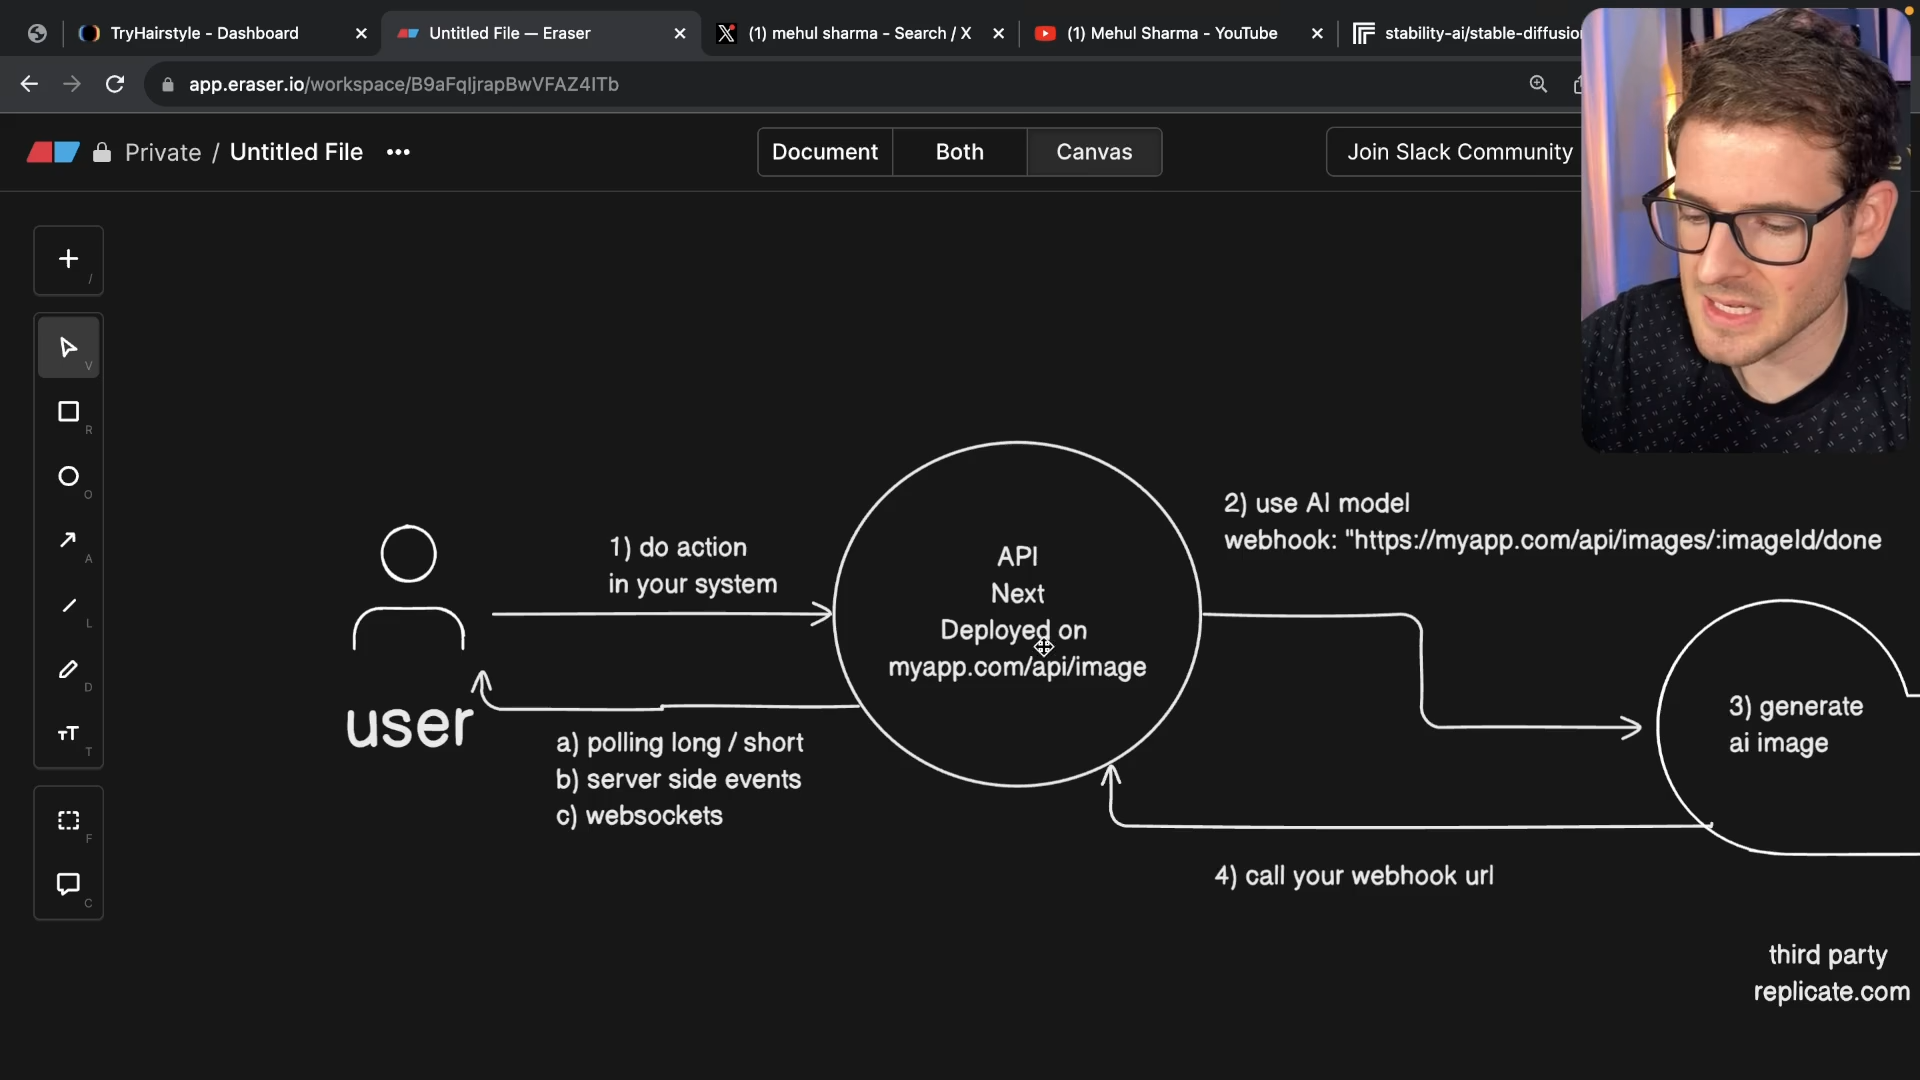 TryHairstyle - Dashboard
Untitled File — Eraser
(1) mehul sharma - Search / X
(1) Mehul Sharma - YouTube
stability-ai/stable-diffusion
app.eraser.io/workspace/B9aFqIjrapBwVFAZ4ITb
Private / Untitled File •••
Document
Both
Canvas
Join Slack Community
/
V
R
O
A
L
D
T
F
C
user
1) do action
in your system
a) polling long / short
b) server side events
c) websockets
API
Next
Deployed on
myapp.com/api/image
2) use AI model
webhook: "https://myapp.com/api/images/:imageId/done
3) generate
ai image
4) call your webhook url
third party
replicate.com